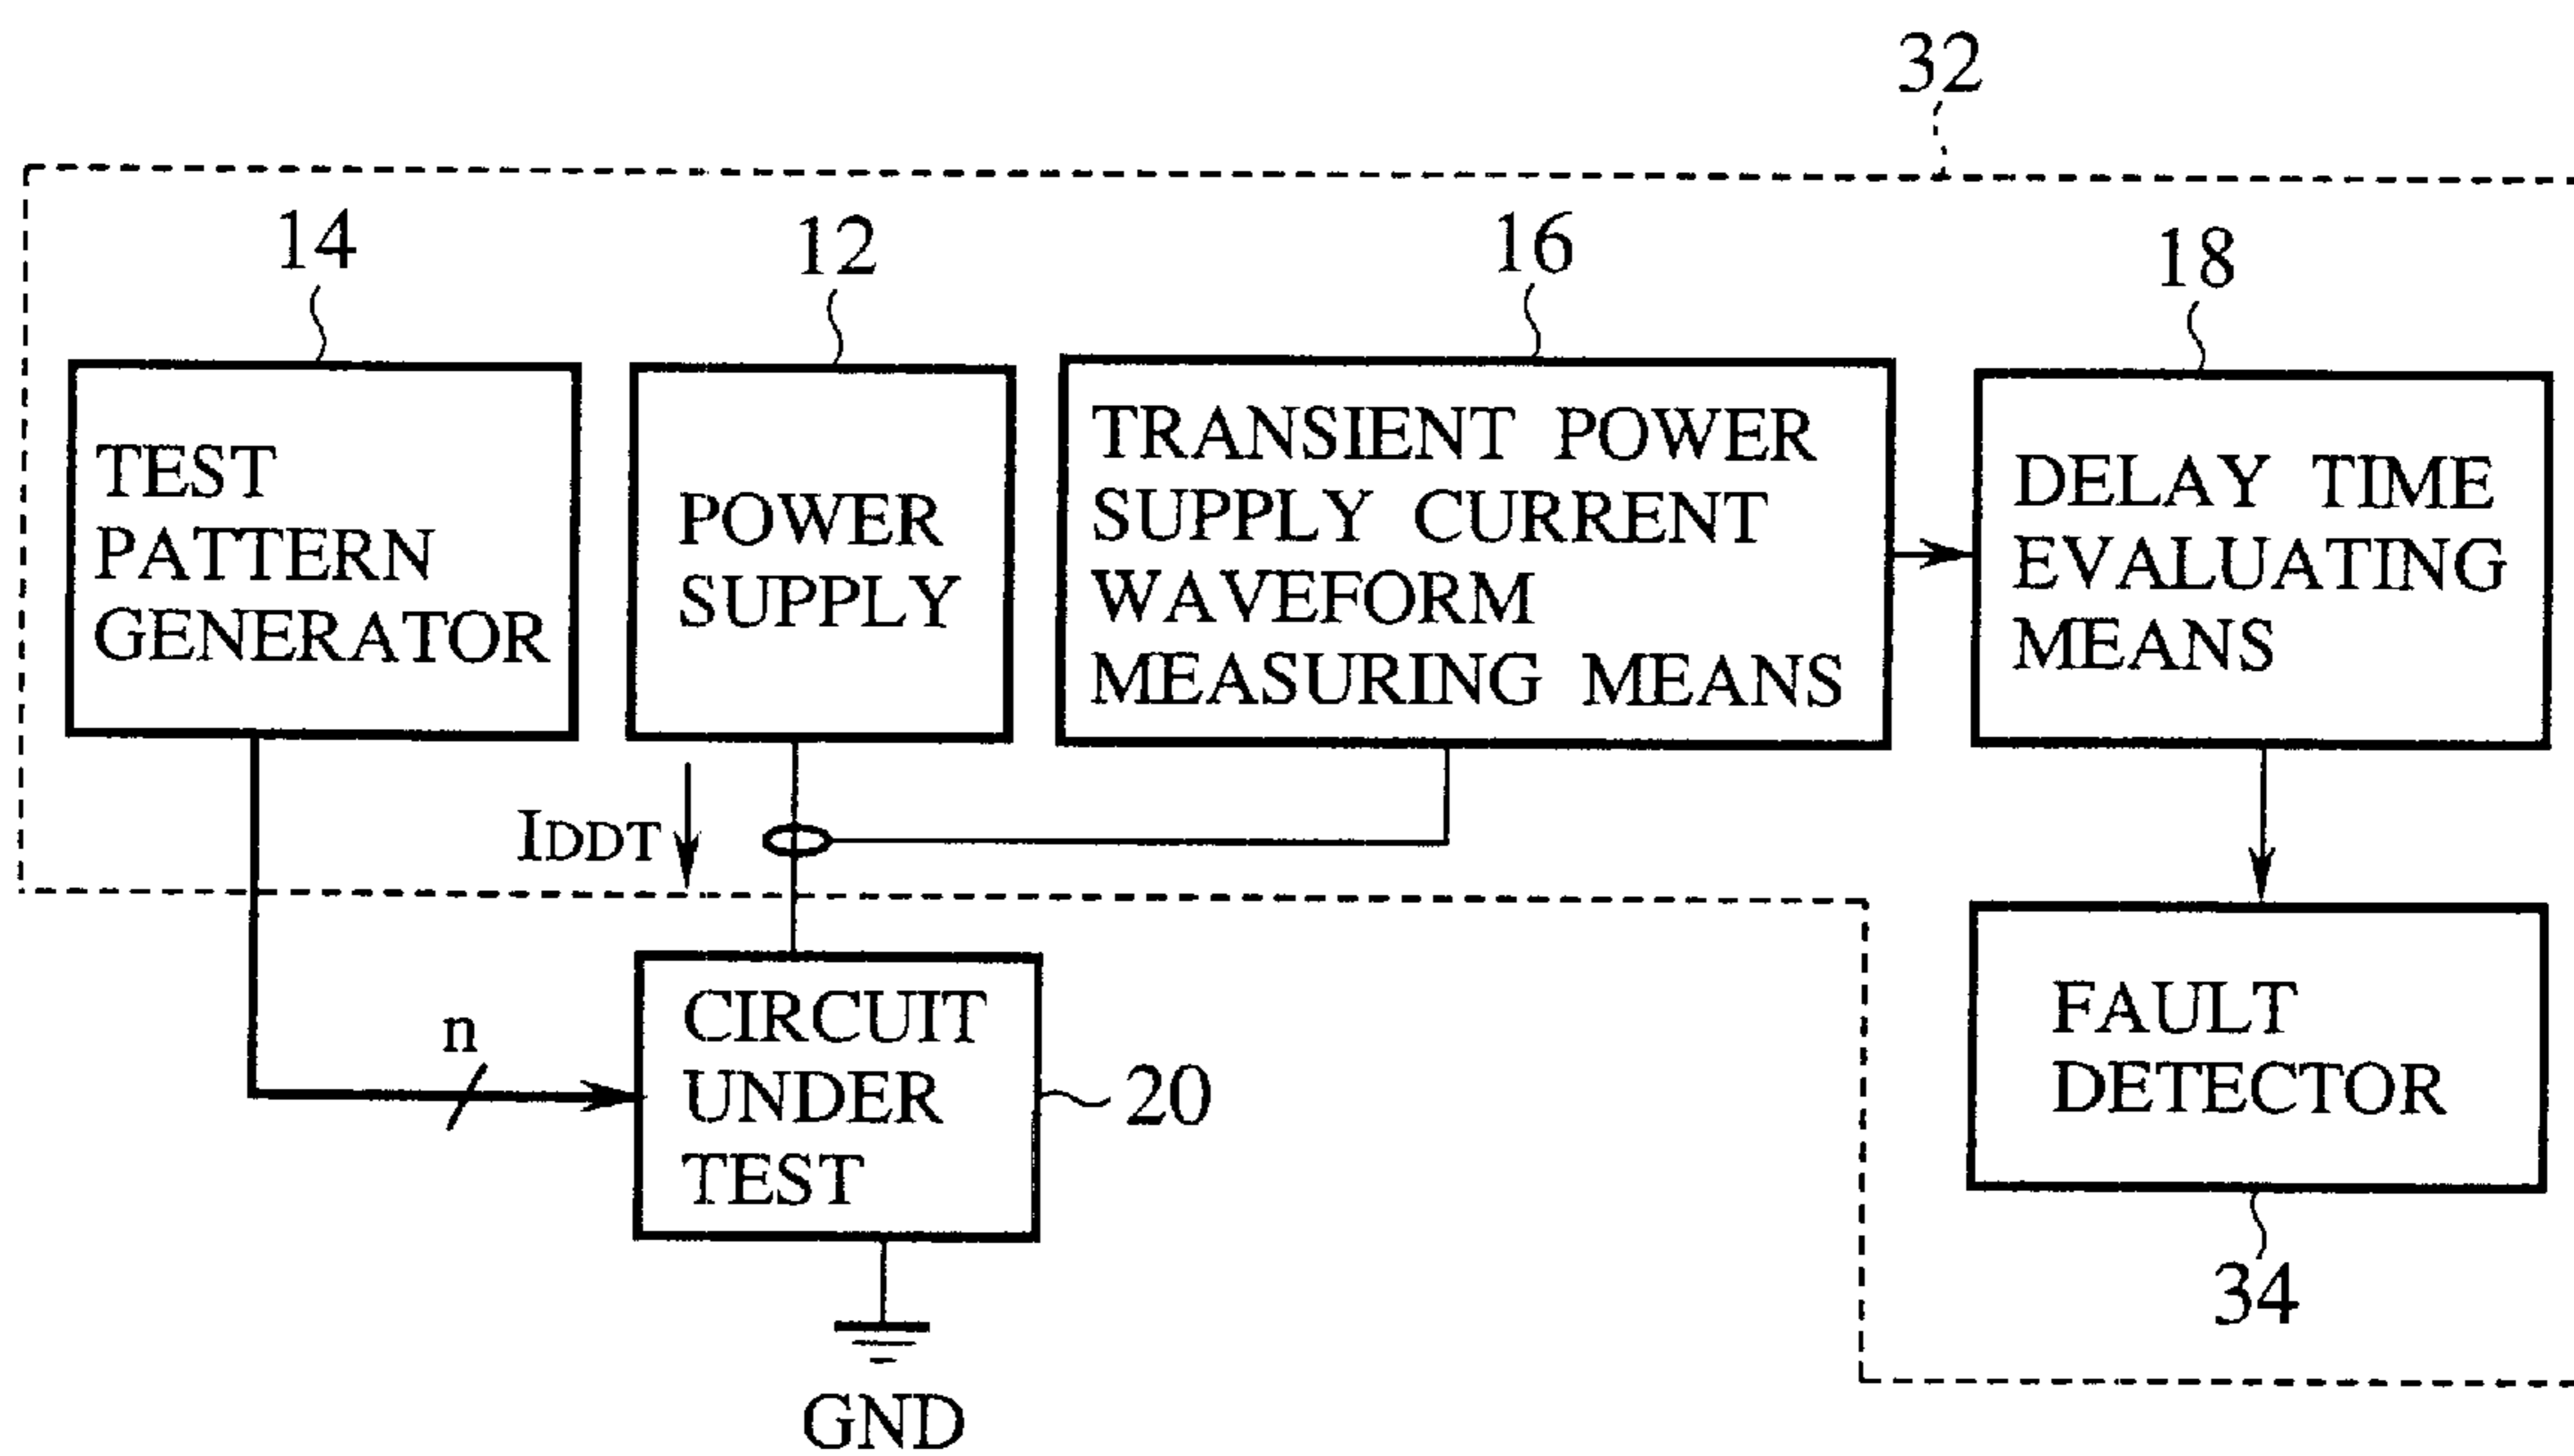 32
14
12
16
18
TEST
PATTERN
GENERATOR
POWER
SUPPLY
TRANSIENT POWER
SUPPLY CURRENT
WAVEFORM
MEASURING MEANS
DELAY TIME
EVALUATING
MEANS
IDDT
n
CIRCUIT
UNDER
TEST
20
FAULT
DETECTOR
34
GND